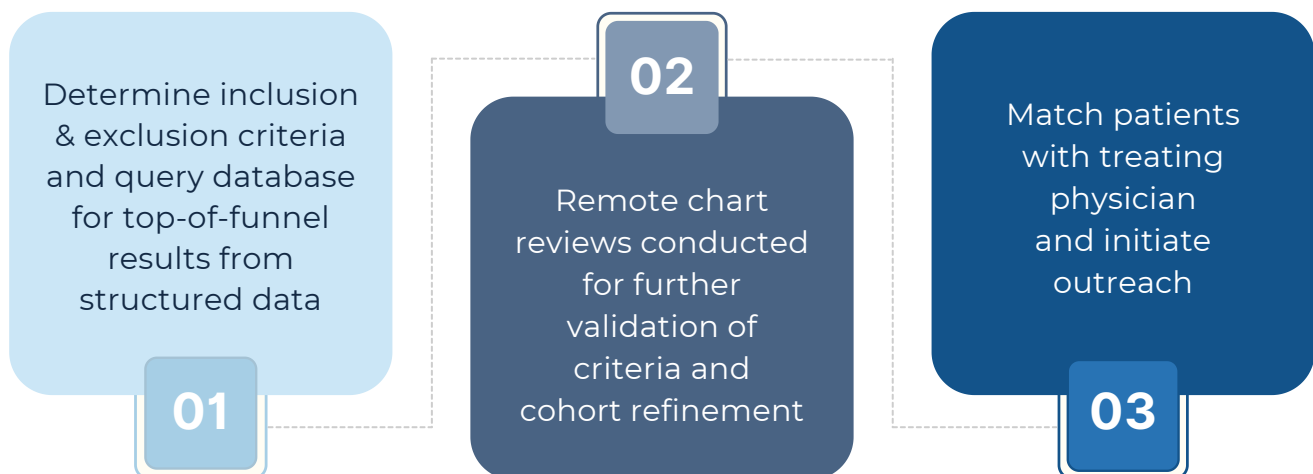 Determine inclusion
& exclusion criteria
and query database
for top-of-funnel
results from
structured data
01
02
Remote chart
reviews conducted
for further
validation of
criteria and
cohort refinement
Match patients
with treating
physician
and initiate
outreach
03